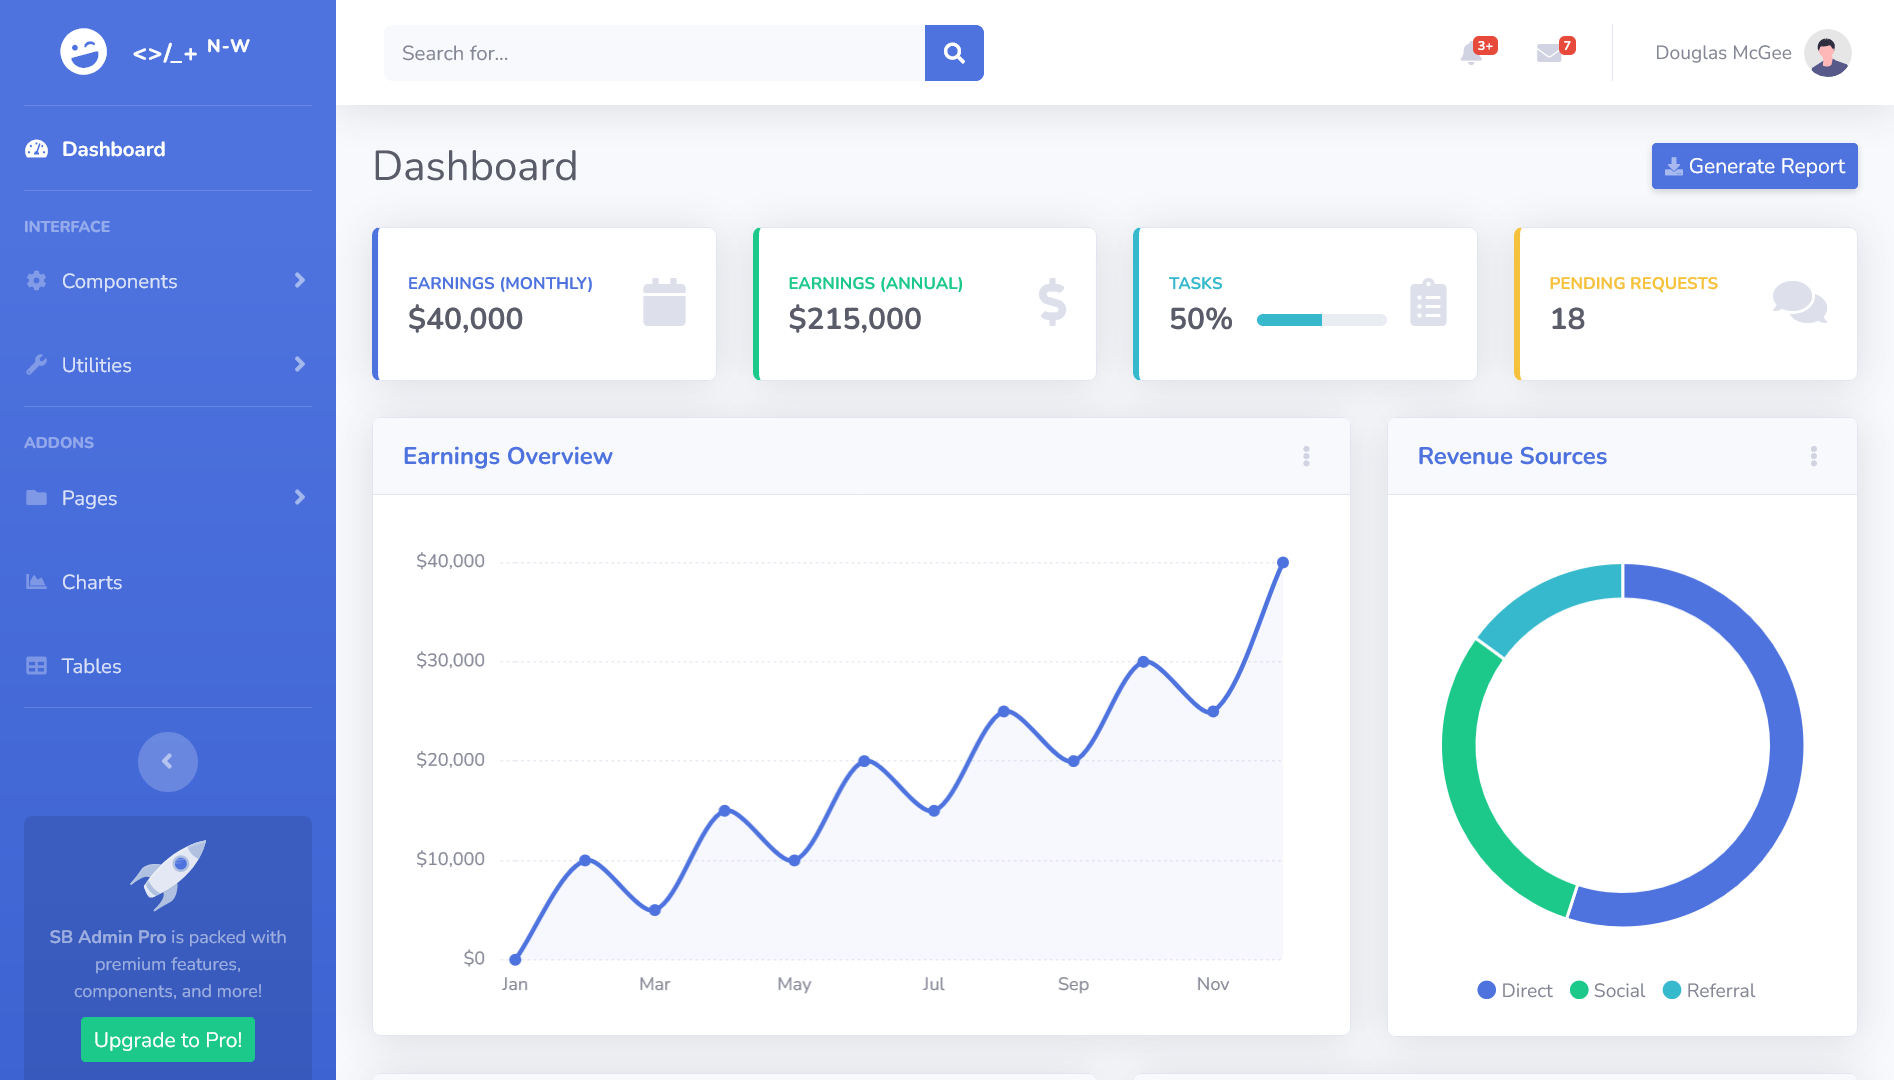 <>/_+ N-W
Dashboard
INTERFACE
Components
Utilities
ADDONS
Pages
Charts
Tables
SB Admin Pro is packed with
premium features,
components, and more!
Upgrade to Pro!
Search for...
3+
7
Douglas McGee
Dashboard
Generate Report
EARNINGS (MONTHLY)
$40,000
EARNINGS (ANNUAL)
$215,000
TASKS
50%
PENDING REQUESTS
18
Earnings Overview
$40,000
$30,000
$20,000
$10,000
$0
Jan Mar May Jul Sep Nov
Revenue Sources
Direct Social Referral